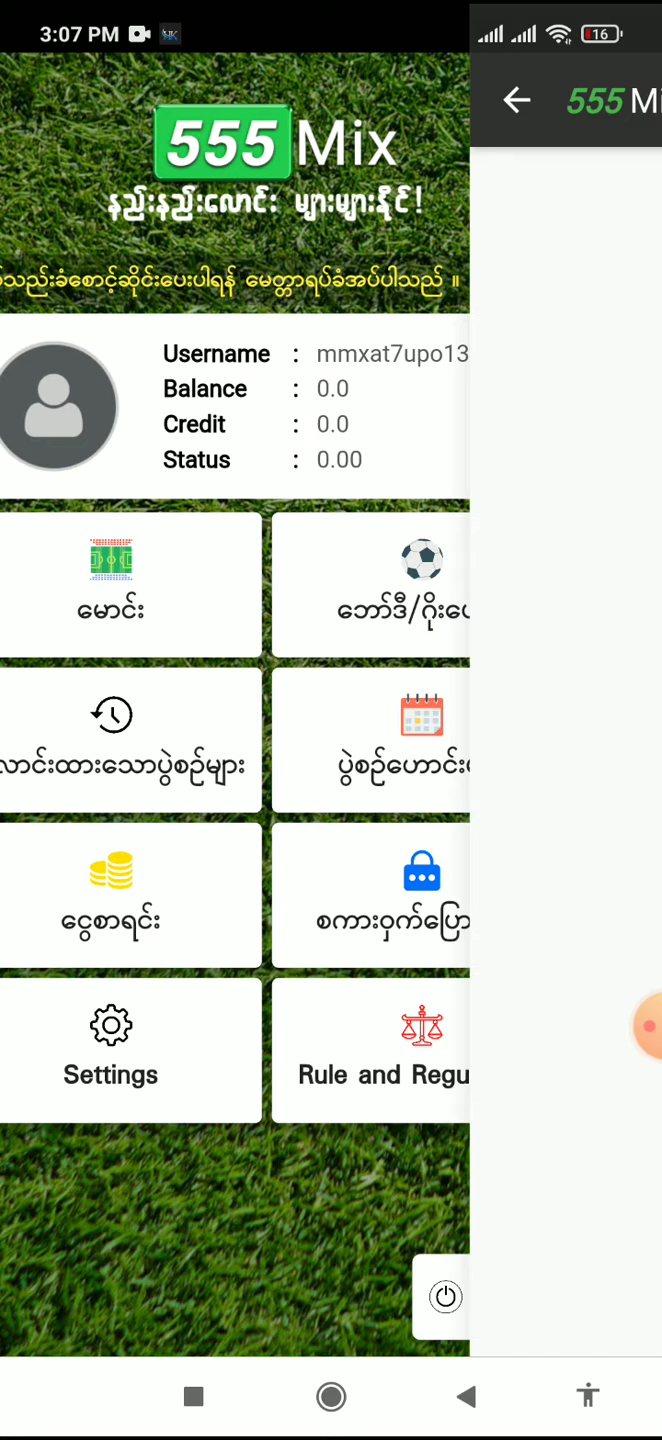 3:07 PM
16
555 Mix
555 Mi
နည်းနည်းလောင်း များများနိုင်!
သည်းခံစောင့်ဆိုင်းပေးပါရန် မေတ္တာရပ်ခံအပ်ပါသည် ။
Username : mmxat7upo13
Balance : 0.0
Credit : 0.0
Status : 0.00
မောင်း
ဘော်ဒီ/ဂိုးပေ
လောင်းထားသောပွဲစဉ်များ
ပွဲစဉ်ဟောင်း
ငွေစာရင်း
စကားဝှက်ပြော
Settings
Rule and Regu